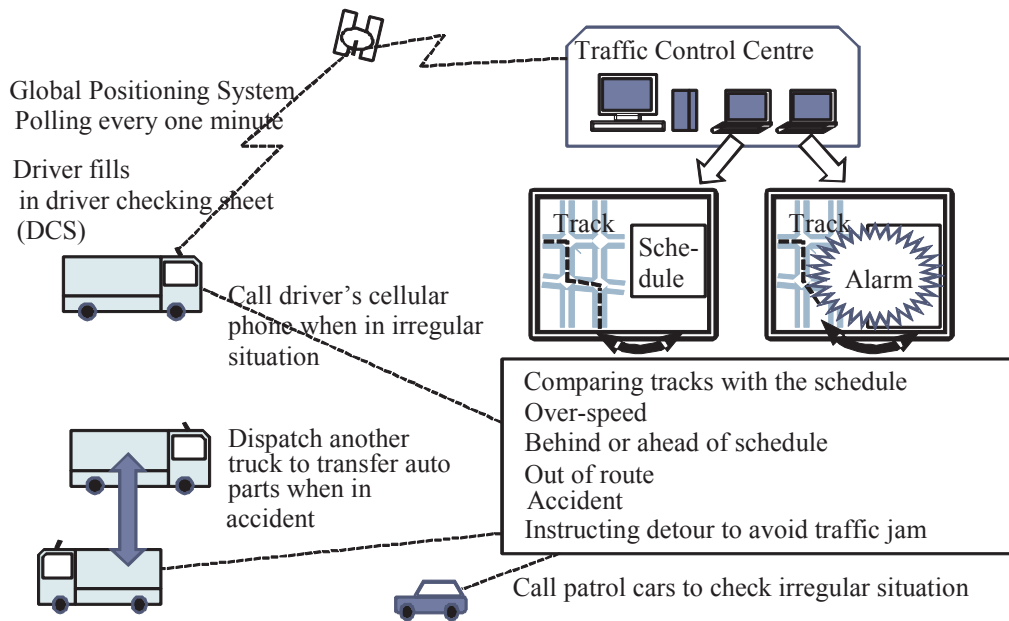 Traffic Control Centre
Global Positioning System
Polling every one minute
Driver fills
in driver checking sheet
(DCS)
Track
Sche-
dule
Track
Alarm
Call driver's cellular
phone when in irregular
situation
Comparing tracks with the schedule
Over-speed
Behind or ahead of schedule
Out of route
Accident
Instructing detour to avoid traffic jam
Dispatch another
truck to transfer auto
parts when in
accident
Call patrol cars to check irregular situation